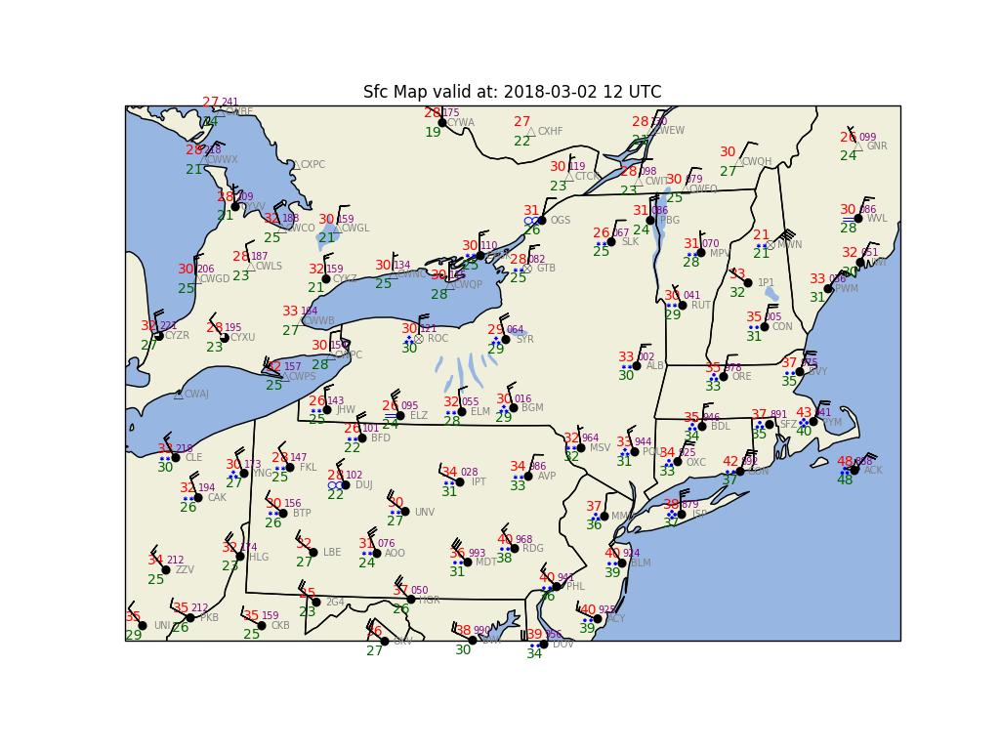 Sfc Map valid at: 2018-03-02 12 UTC
27 241
24 CWBE
28 175
19 CYWA
27
22 CXHF
28
CWEW
30
27 CWQH
26 099
24 GNR
28 218
21 CWWX
CXPC
30 119
23 CTCK
28 098
23 CWIT
30 079
25 CWFQ
28
21 CYVV
32 188
25 CWCO
30 159
21 CWGL
31
26 OGS
31 086
24 PBG
30 086
28 WVL
26 067
25 SLK
31 070
28 MPV
21
21 MWN
28 187
23 CWLS
30 110
28 082
25 GTB
32 051
30 206
25 CWGD
32 159
21 CYKZ
30 134
25 CWNC
30
28 CWQP
33
32 1P1
33 036
31 PWM
30 041
29 RUT
33 164
27 CWWB
35 005
31 CON
32 221
27 CYZR
28 195
23 CYXU
30 121
30 ROC
29 064
29 SYR
30
28 CWPC
32 157
25 CWPS
33 002
30 ALB
35 978
33 ORE
37 975
35 BVY
CWAJ
26 143
25 JHW
26 095
24 ELZ
32 055
28 ELM
30 016
29 BGM
35 946
34 BDL
37 891
35 SFZ
43 941
40 PYM
26 101
22 BFD
32 964
32 MSV
33 944
31 POU
33 218
30 CLE
30 173
27 YNG
28 147
25 FKL
34 925
33 OXC
42 892
37 GON
48 838
48 ACK
28 102
22 DUJ
34 028
31 IPT
34 986
33 AVP
32 194
26 CAK
30 156
26 BTP
30
27 UNV
37
36 MMU
38 879
37 ISP
32 174
23 HLG
32
27 LBE
31 076
24 AOO
36 993
31 MDT
40 968
38 RDG
40 924
39 BLM
34 212
25 ZZV
25
23 2G4
37 050
26 HGR
40 941
36 PHL
35
29 UNI
35 212
26 PKB
35 159
25 CKB
36
27 OKV
38 990
30 BWI
39 956
34 DOV
40 925
39 ACY